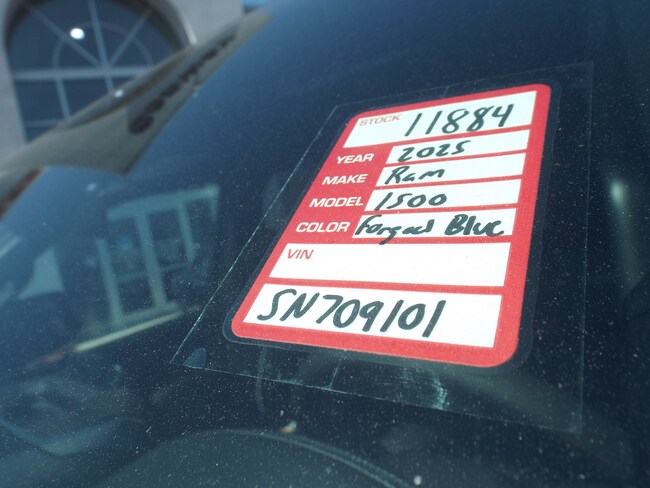 STOCK 11884
YEAR 2025
MAKE Ram
MODEL 1500
COLOR Forged Blue
VIN
SN709101